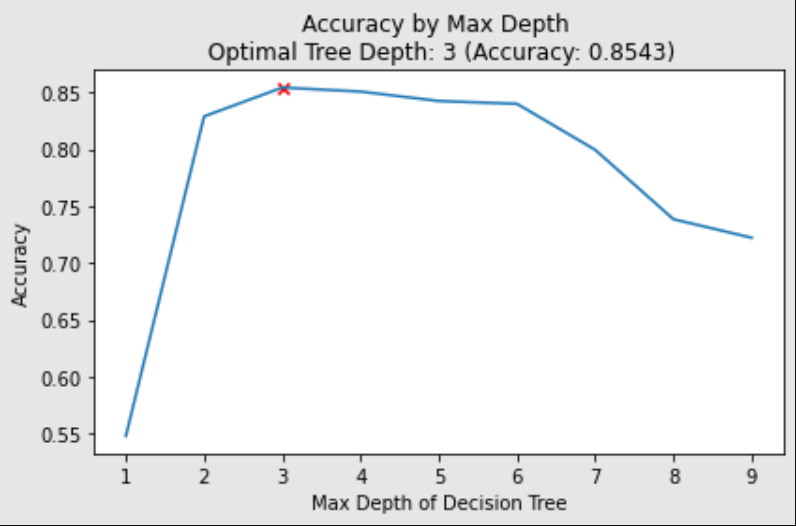 Accuracy by Max Depth
Optimal Tree Depth: 3 (Accuracy: 0.8543)
0.85
0.80
0.75
0.70
0.65
0.60
0.55
Accuracy
1 2 3 4 5 6 7 8 9
Max Depth of Decision Tree